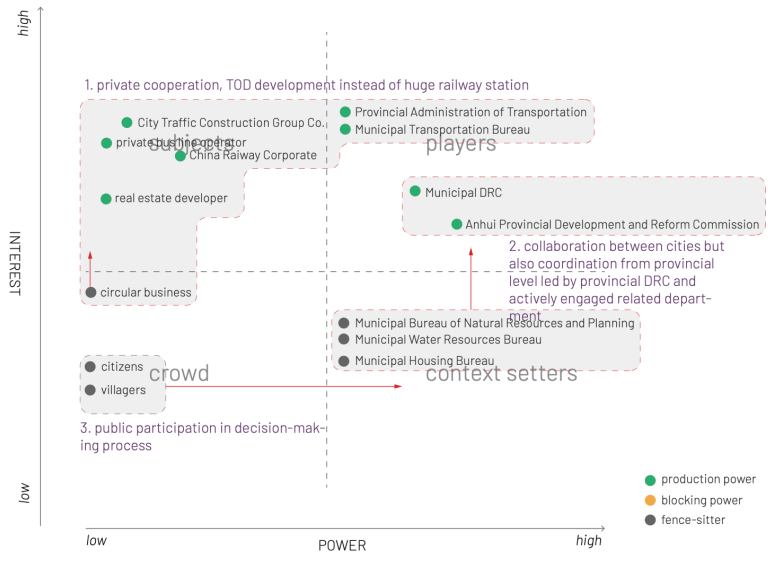 high
1. private cooperation, TOD development instead of huge railway station
Provincial Administration of Transportation
City Traffic Construction Group Co.
Municipal Transportation Bureau
private bus line operator
subjects
players
China Raiway Corporate
Municipal DRC
real estate developer
Anhui Provincial Development and Reform Commission
INTEREST
2. collaboration between cities but
also coordination from provincial
level led by provincial DRC and
actively engaged related depart-
ment
circular business
Municipal Bureau of Natural Resources and Planning
Municipal Water Resources Bureau
Municipal Housing Bureau
citizens
crowd
context setters
villagers
3. public participation in decision-mak-
ing process
low
production power
blocking power
fence-sitter
low
POWER
high